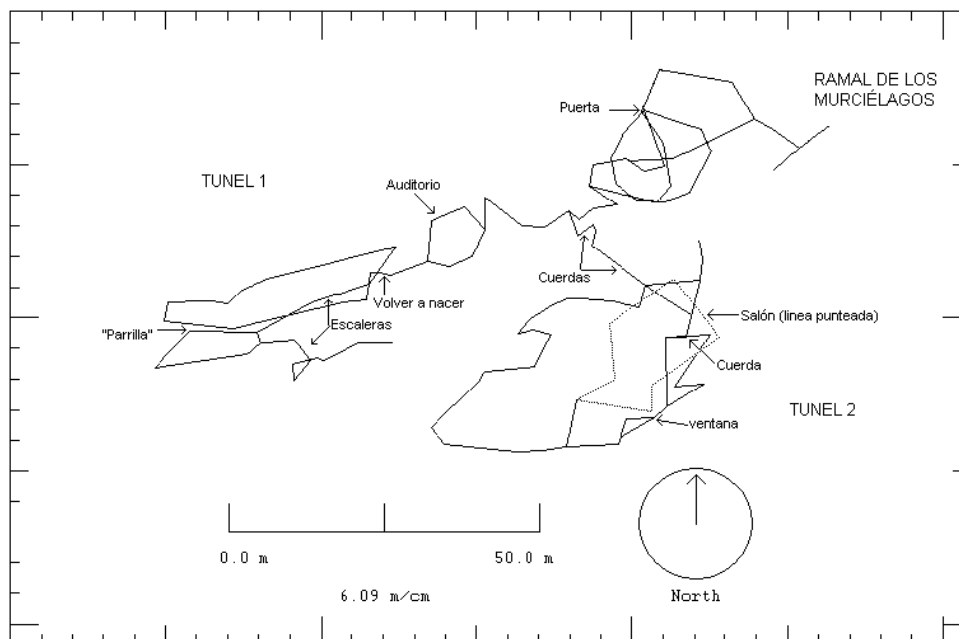 RAMAL DE LOS
MURCIÉLAGOS
Puerta
TUNEL 1
Auditorio
Cuerdas
Volver a nacer
"Parrilla"
Escaleras
Salón (linea punteada)
Cuerda
TUNEL 2
ventana
0.0 m
50.0 m
6.09 m/cm
North